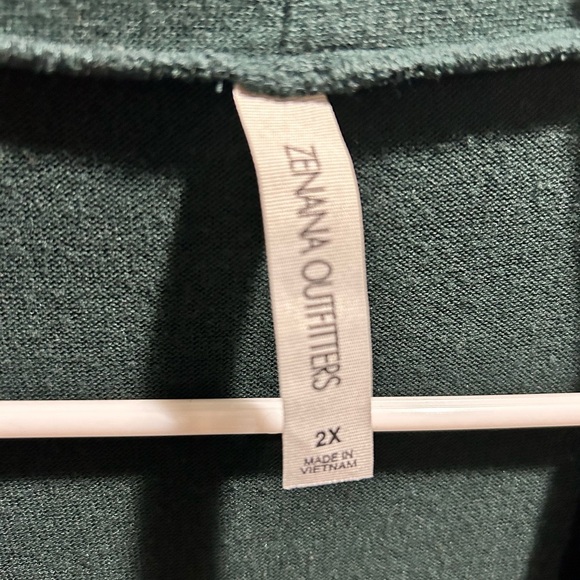 ZENANA OUTFITTERS
2X
MADE IN
VIETNAM